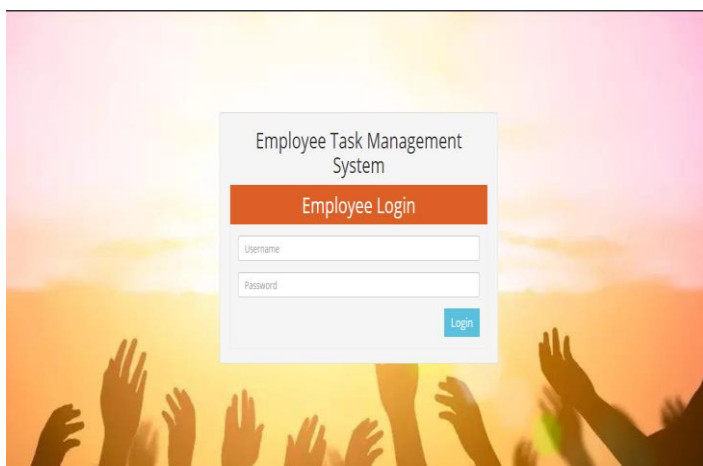 Employee Task Management
System
Employee Login
Username
Password
Login